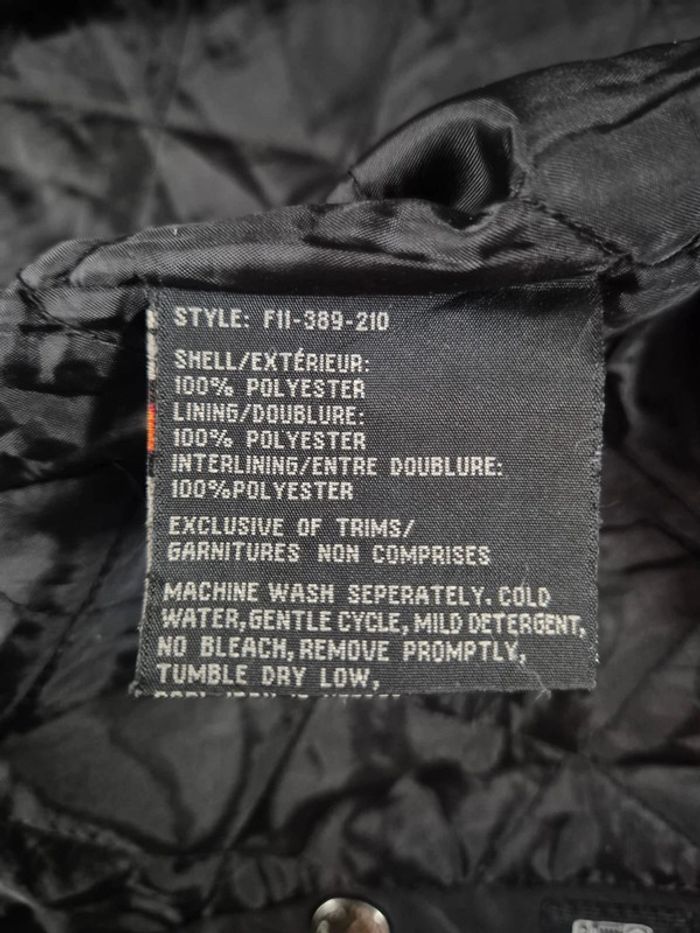 STYLE: F11-389-210
SHELL/EXTÉRIEUR:
100% POLYESTER
LINING/DOUBLURE:
100% POLYESTER
INTERLINING/ENTRE DOUBLURE:
100%POLYESTER
EXCLUSIVE OF TRIMS/
GARNITURES NON COMPRISES
MACHINE WASH SEPERATELY. COLD
WATER,GENTLE CYCLE, MILD DETERGENT,
NO BLEACH, REMOVE PROMPTLY,
TUMBLE DRY LOW,